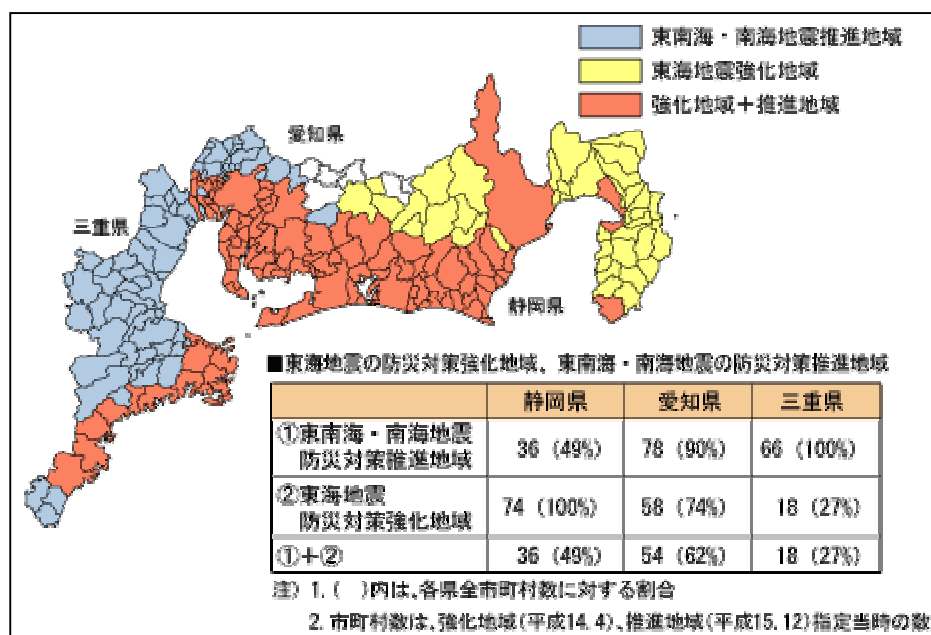 東南海・南海地震推進地域
東海地震強化地域
強化地域＋推進地域
愛知県
三重県
静岡県
■東海地震の防災対策強化地域、東南海・南海地震の防災対策推進地域
静岡県 愛知県 三重県
①東南海・南海地震
防災対策推進地域
36 (49%) 78 (90%) 66 (100%)
②東海地震
防災対策強化地域
74 (100%) 58 (74%) 18 (27%)
①＋② 36 (49%) 54 (62%) 18 (27%)
注) 1. ( )内は、各県全市町村数に対する割合
2. 市町村数は、強化地域(平成14.4)、推進地域(平成15.12)指定当時の数